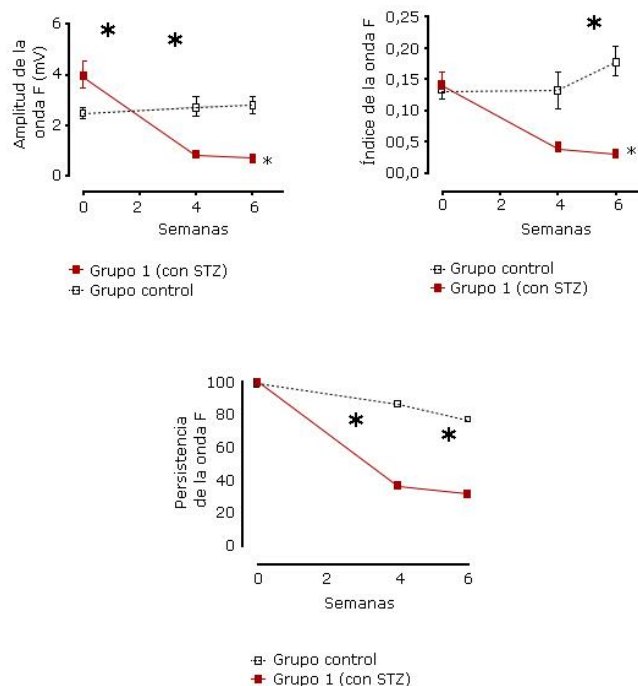 Amplitud de la
onda F (mV)
6
4
2
0
* *
*
0 2 4 6
Semanas
Grupo 1 (con STZ)
Grupo control
Índice de la onda F
0,25
0,20
0,15
0,10
00,5
00,0
*
*
0 2 4 6
Semanas
Grupo control
Grupo 1 (con STZ)
Persistencia
de la onda F
100
80
60
40
20
0
* *
0 2 4 6
Semanas
Grupo control
Grupo 1 (con STZ)